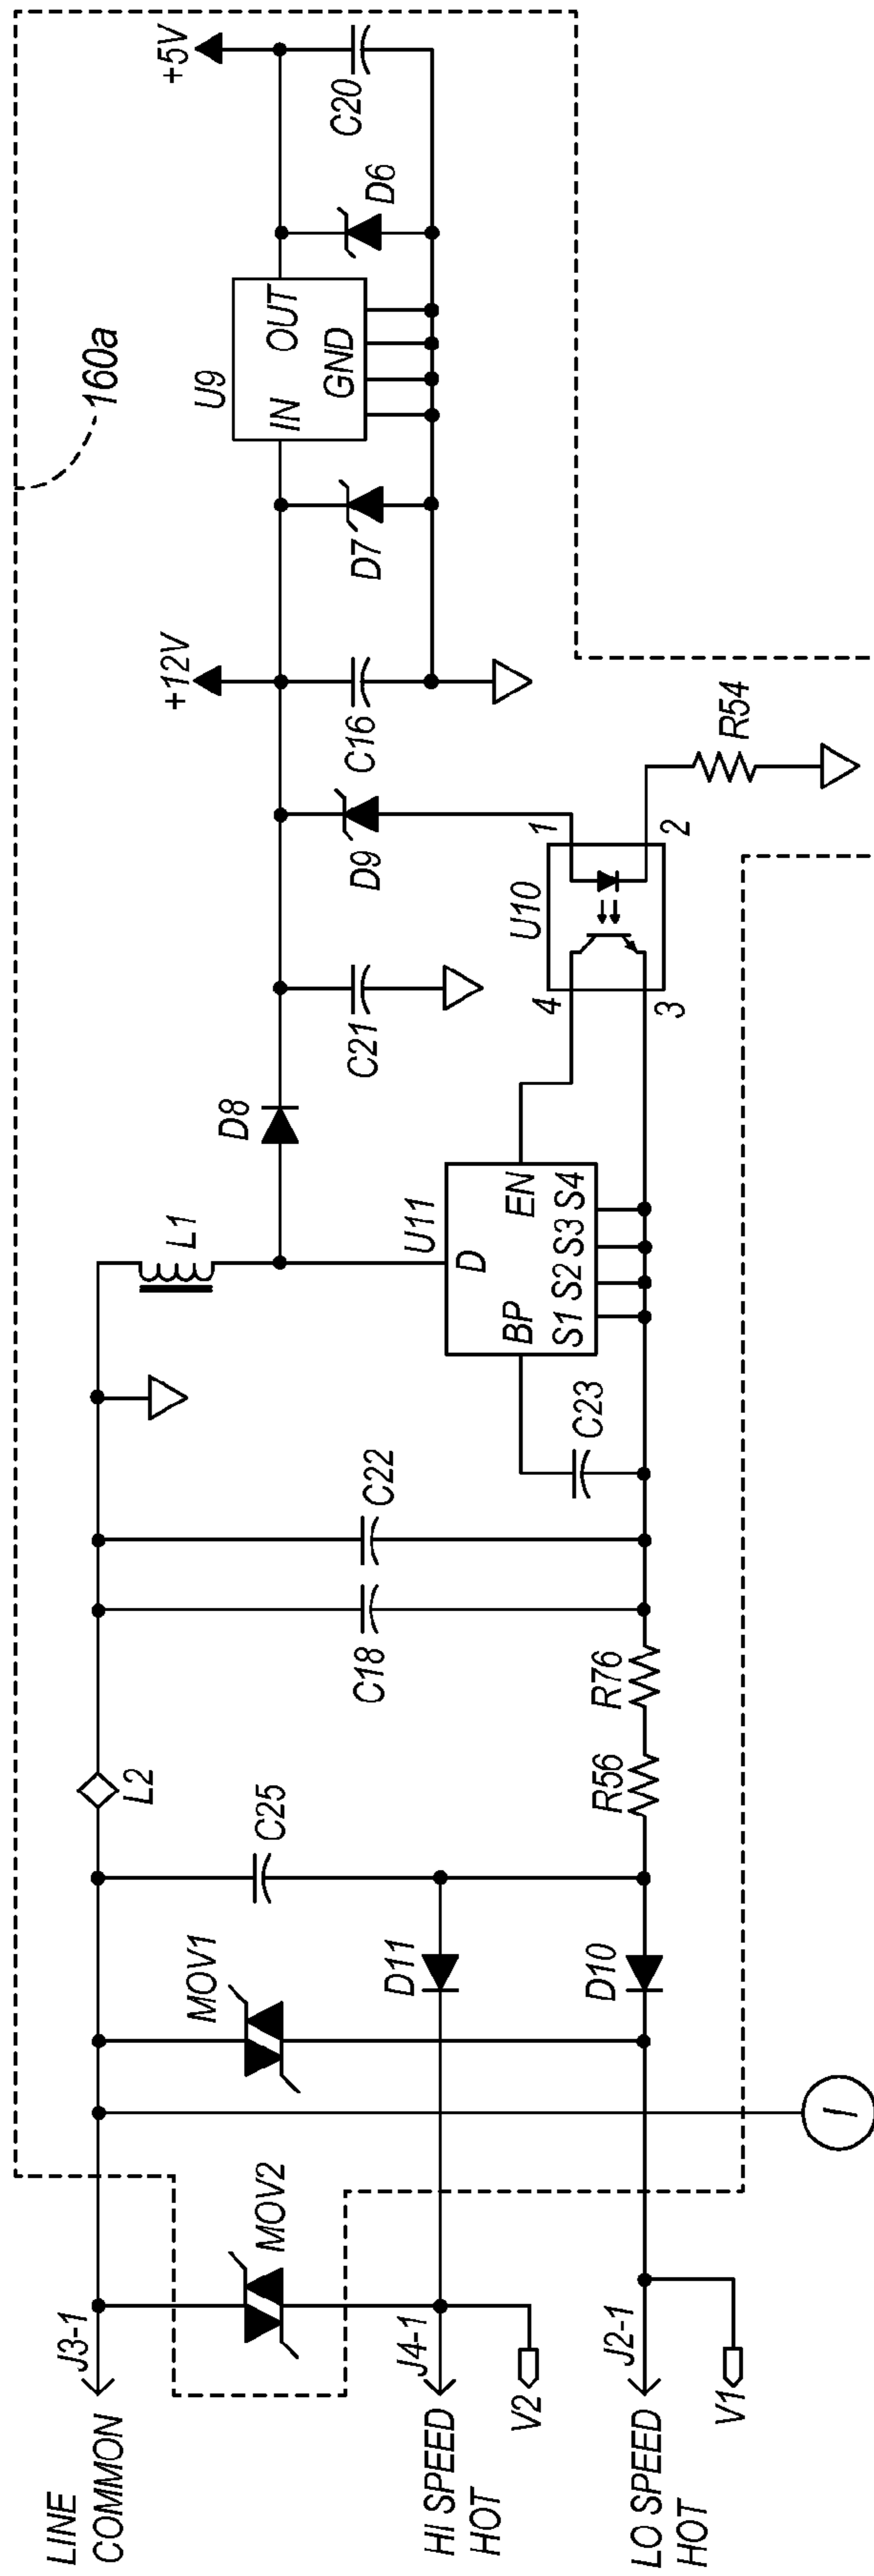 LINE
COMMON
J3-1
MOV2
HI SPEED
HOT
J4-1
V2
LO SPEED
HOT
J2-1
V1
I
MOV1
D11
D10
C25
L2
R56
R76
C18
C22
C23
L1
U11
D
BP
EN
S1 S2 S3 S4
D8
C21
U10
4
3
1
2
D9
R54
+12V
C16
D7
U9
IN
OUT
GND
D6
+5V
C20
160a